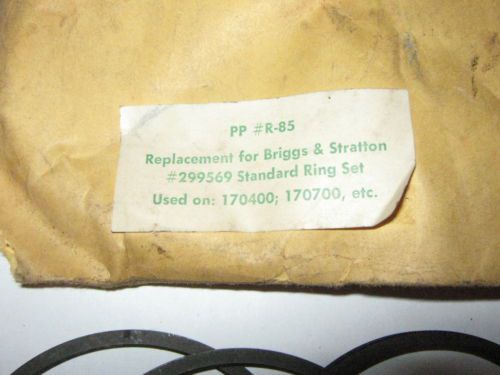 PP #R-85
Replacement for Briggs & Stratton
#299569 Standard Ring Set
Used on: 170400; 170700, etc.